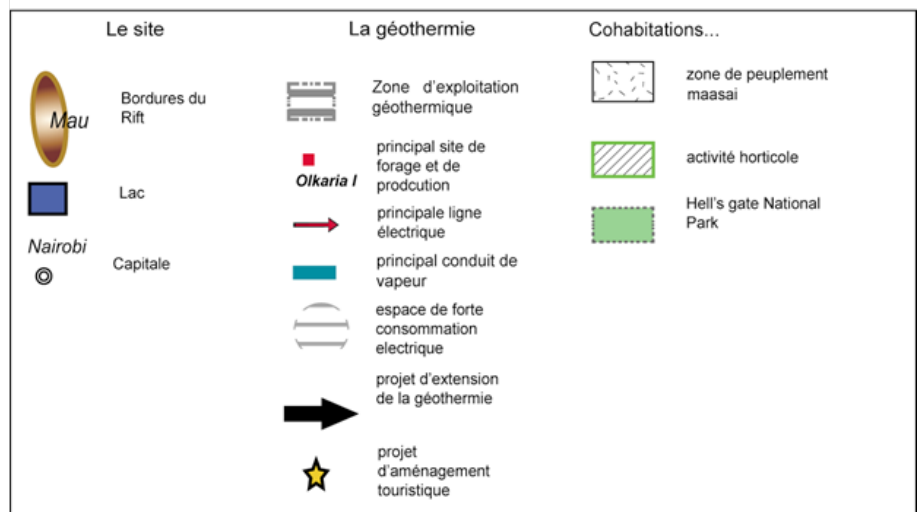 Le site
Mau
Bordures du
Rift
Lac
Nairobi
Capitale
La géothermie
Zone d'exploitation
géothermique
Olkaria I
principal site de
forage et de
prodcution
principale ligne
électrique
principal conduit de
vapeur
espace de forte
consommation
electrique
projet d'extension
de la géothermie
projet
d'aménagement
touristique
Cohabitations...
zone de peuplement
maasai
activité horticole
Hell's gate National
Park